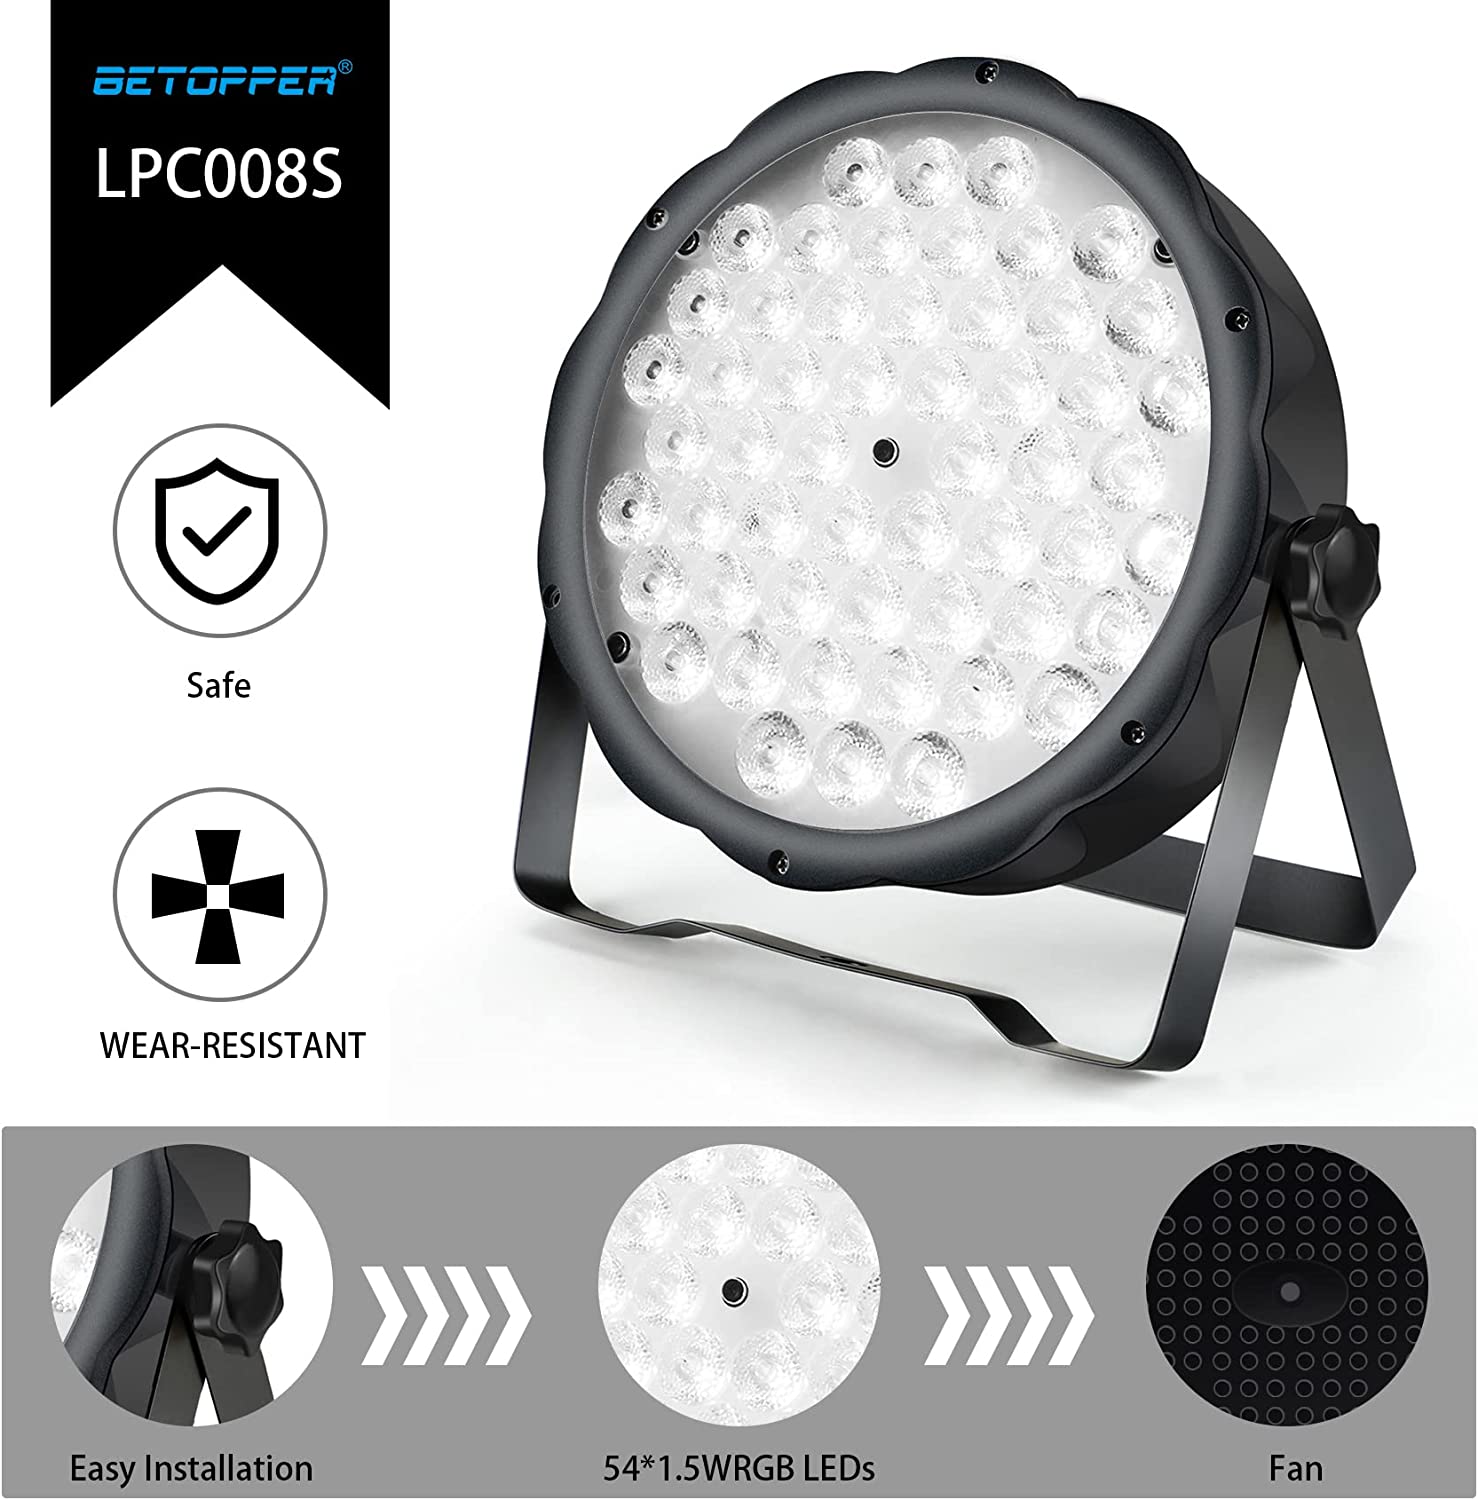 BETOPPER®
LPC008S
Safe
WEAR-RESISTANT
Easy Installation
54*1.5WRGB LEDs
Fan